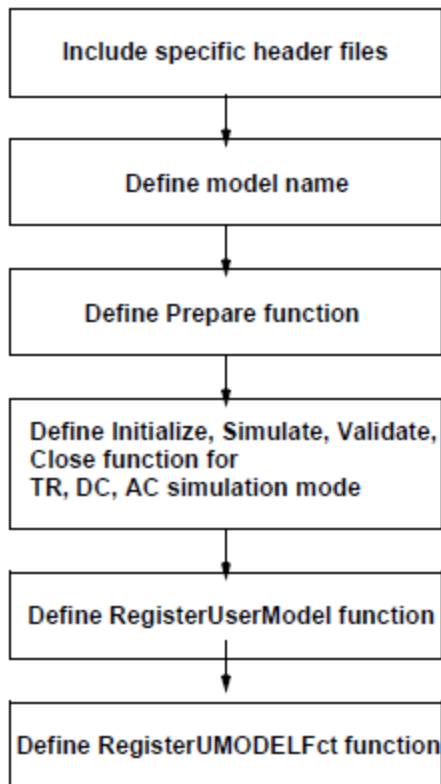 Include specific header files
Define model name
Define Prepare function
Define Initialize, Simulate, Validate,
Close function for
TR, DC, AC simulation mode
Define RegisterUserModel function
Define RegisterUMODELFct function